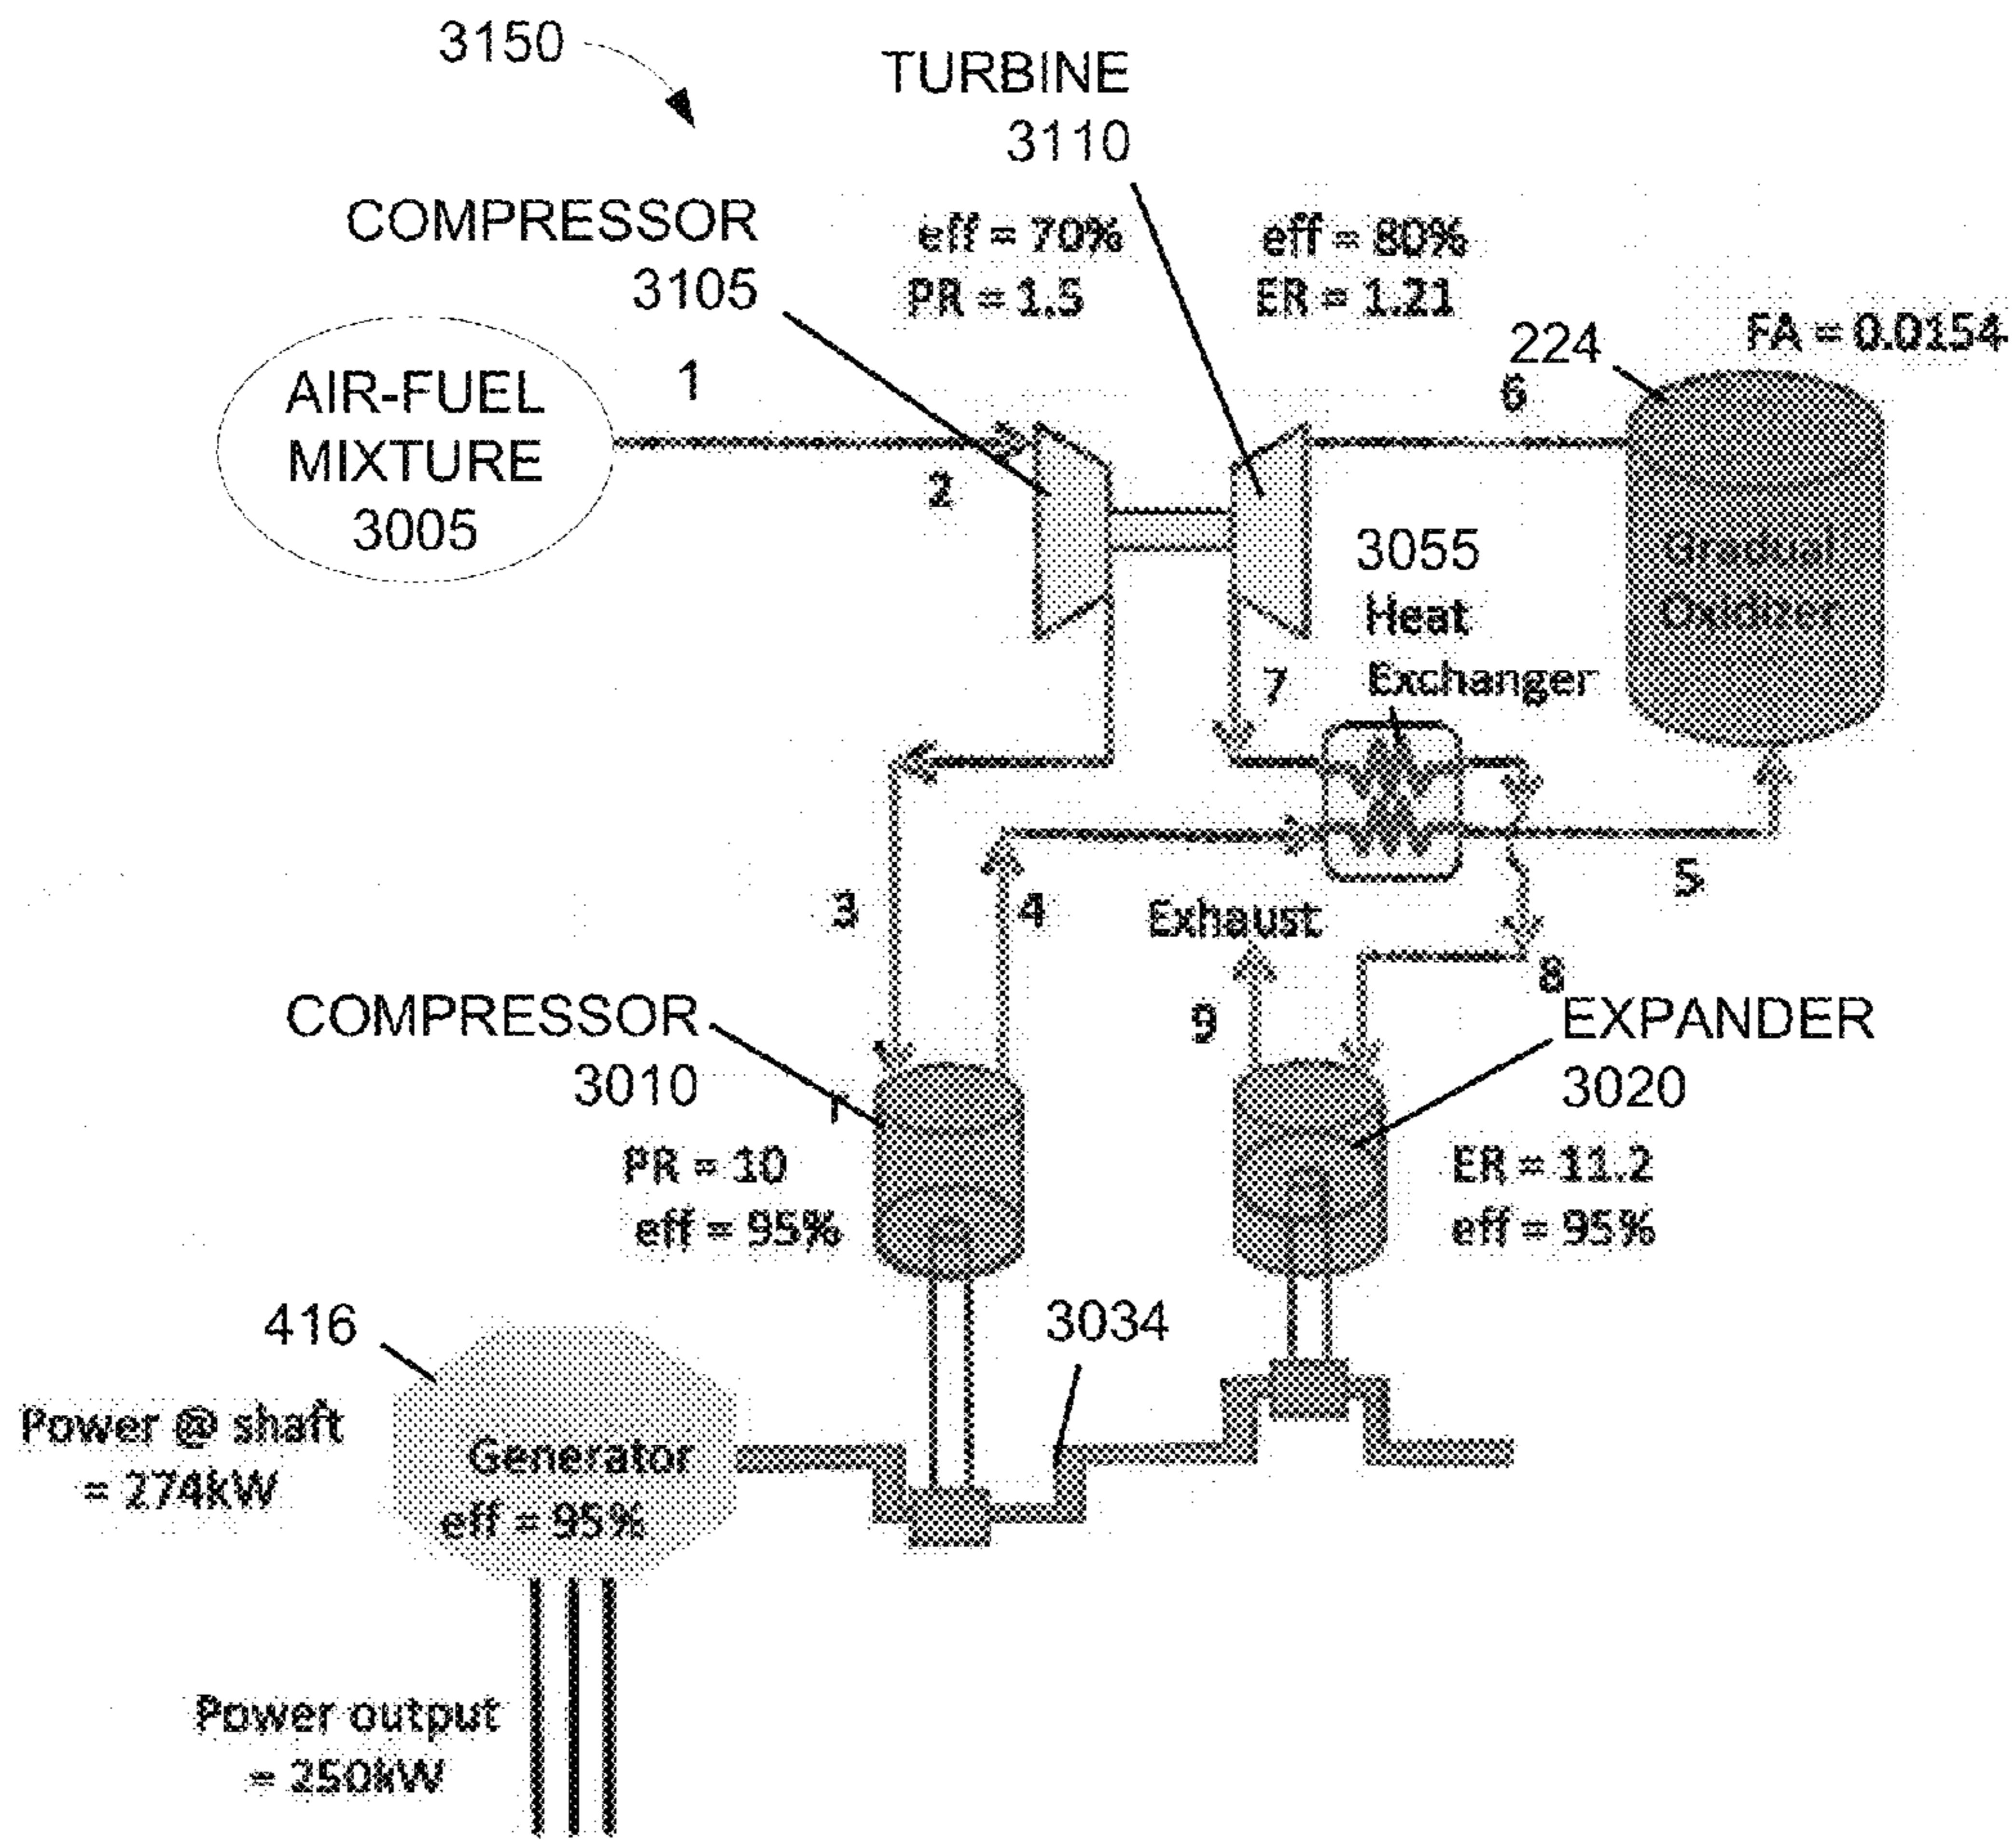 3150
TURBINE
3110
COMPRESSOR
3105
eff = 70%
PR = 1.5
eff = 80%
ER = 1.21
224
FA = 0.0154
AIR-FUEL
MIXTURE
3005
1
2
6
Gradual
Oxidizer
3055
Heat
Exchanger
7
3
4
5
Exhaust
8
9
COMPRESSOR
3010
PR = 10
eff = 95%
EXPANDER
3020
ER = 11.2
eff = 95%
416
3034
Power @ shaft
= 274kW
Generator
eff = 95%
Power output
= 250kW